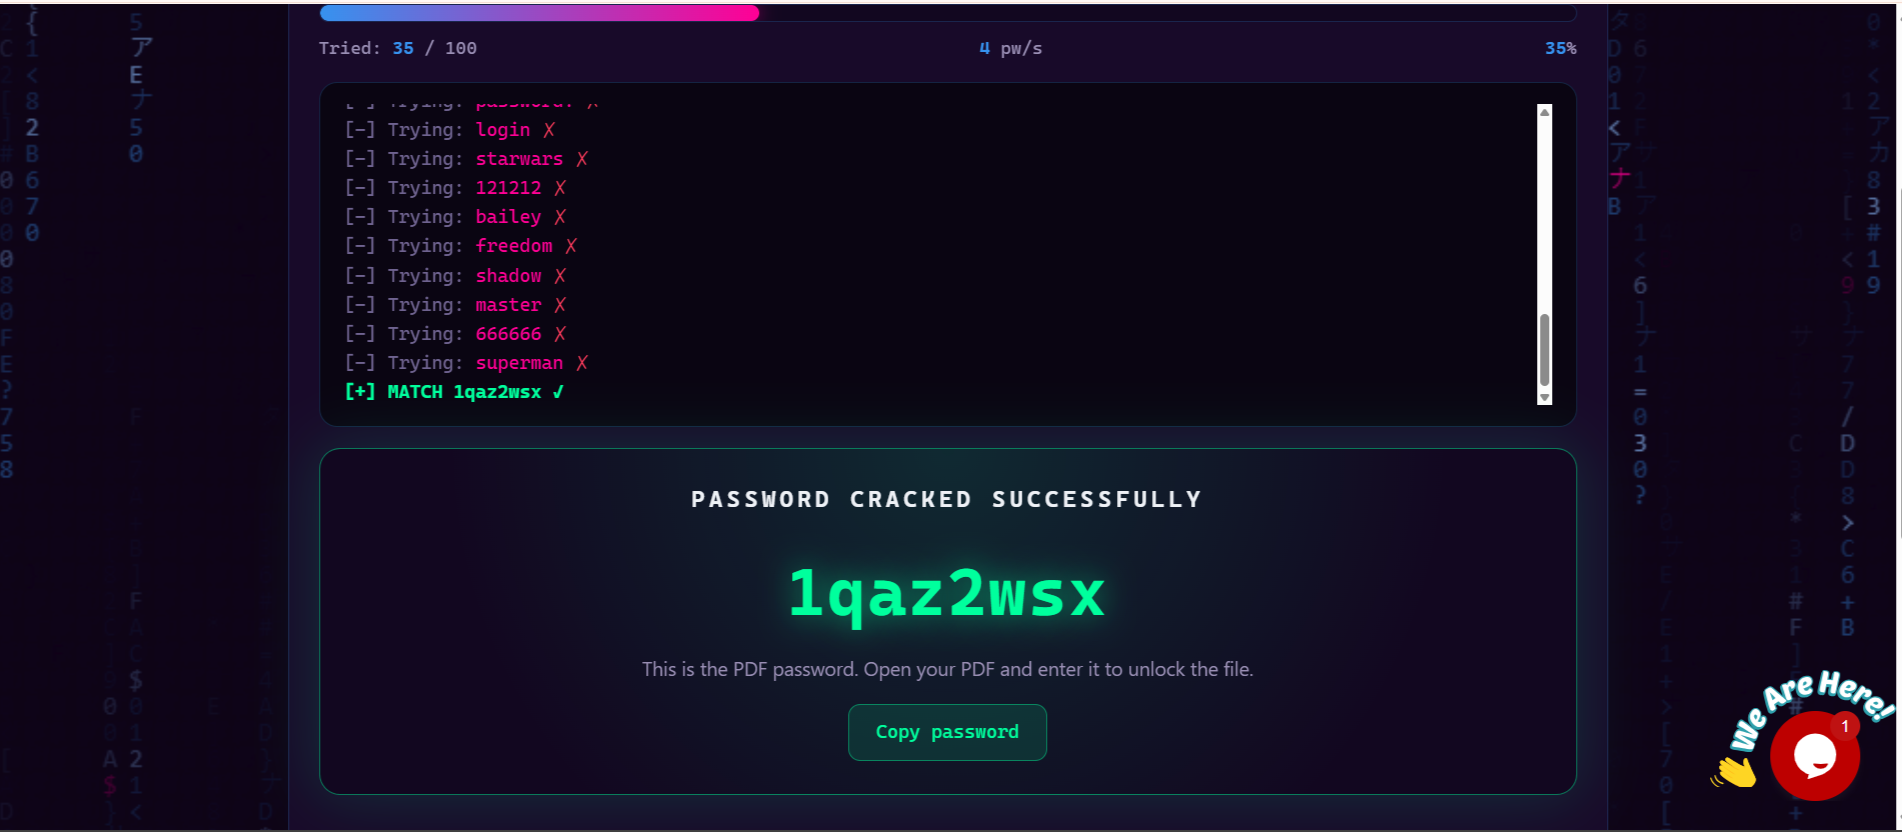 Tried: 35 / 100
4 pw/s
35%
[–] Trying: login ✗
[–] Trying: starwars ✗
[–] Trying: 121212 ✗
[–] Trying: bailey ✗
[–] Trying: freedom ✗
[–] Trying: shadow ✗
[–] Trying: master ✗
[–] Trying: 666666 ✗
[–] Trying: superman ✗
[+] MATCH 1qaz2wsx ✓
PASSWORD CRACKED SUCCESSFULLY
1qaz2wsx
This is the PDF password. Open your PDF and enter it to unlock the file.
Copy password
We Are Here!
1